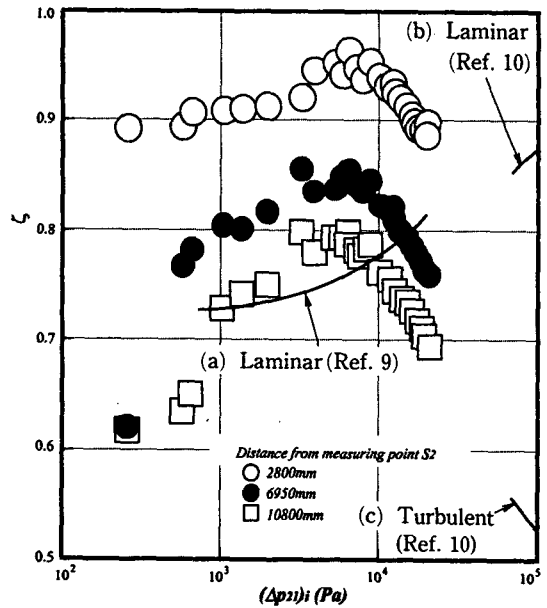 1.0
0.9
0.8
0.7
0.6
0.5
ζ
(b) Laminar
(Ref. 10)
(a) Laminar (Ref. 9)
Distance from measuring point S2
2800mm
6950mm
10800mm
(c) Turbulent
(Ref. 10)
10² 10³ 10⁴ 10⁵
(Δp21)i (Pa)